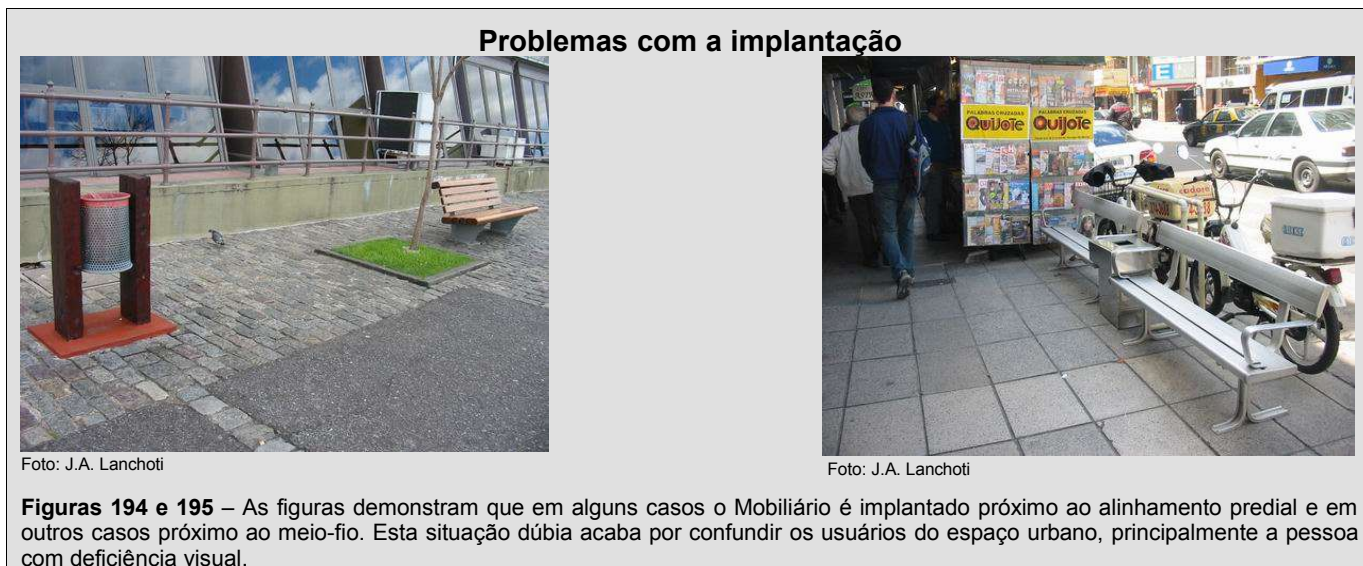 Problemas com a implantação
PALABRAS CRUZADAS PALABRAS CRUZADAS
QuiJoTe QuiJoTe
E
Foto: J.A. Lanchoti
Foto: J.A. Lanchoti
Figuras 194 e 195 – As figuras demonstram que em alguns casos o Mobiliário é implantado próximo ao alinhamento predial e em
outros casos próximo ao meio-fio. Esta situação dúbia acaba por confundir os usuários do espaço urbano, principalmente a pessoa
com deficiência visual.